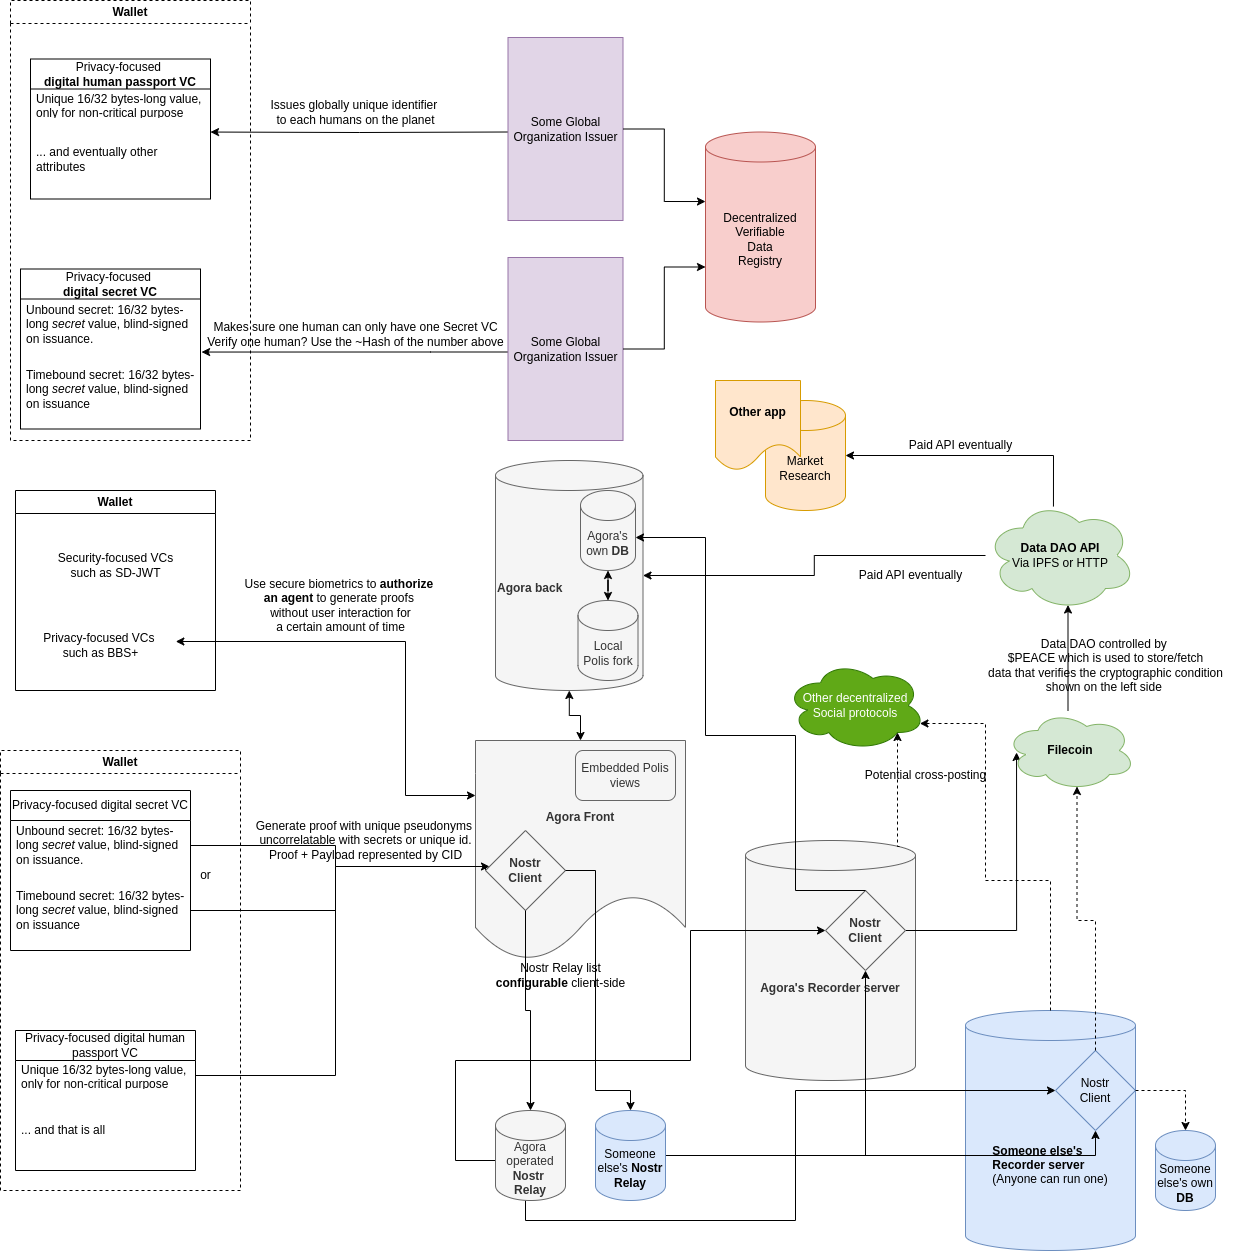 Wallet
Privacy-focused
digital human passport VC
Unique 16/32 bytes-long value,
only for non-critical purpose
... and eventually other
attributes
Issues globally unique identifier
to each humans on the planet
Some Global
Organization Issuer
Decentralized
Verifiable
Data
Registry
Privacy-focused
digital secret VC
Unbound secret: 16/32 bytes-
long secret value, blind-signed
on issuance.
Timebound secret: 16/32 bytes-
long secret value, blind-signed
on issuance
Makes sure one human can only have one Secret VC
Verify one human? Use the ~Hash of the number above
Some Global
Organization Issuer
Other app
Market
Research
Paid API eventually
Data DAO API
Via IPFS or HTTP
Paid API eventually
Data DAO controlled by
$PEACE which is used to store/fetch
data that verifies the cryptographic condition
shown on the left side
Filecoin
Wallet
Security-focused VCs
such as SD-JWT
Privacy-focused VCs
such as BBS+
Use secure biometrics to authorize
an agent to generate proofs
without user interaction for
a certain amount of time
Agora back
Agora's
own DB
Local
Polis fork
Other decentralized
Social protocols
Potential cross-posting
Wallet
Privacy-focused digital secret VC
Unbound secret: 16/32 bytes-
long secret value, blind-signed
on issuance.
Timebound secret: 16/32 bytes-
long secret value, blind-signed
on issuance
or
Privacy-focused digital human
passport VC
Unique 16/32 bytes-long value,
only for non-critical purpose
... and that is all
Generate proof with unique pseudonyms
uncorrelatable with secrets or unique id.
Proof + Payload represented by CID
Embedded Polis
views
Agora Front
Nostr
Client
Nostr Relay list
configurable client-side
Nostr
Client
Agora's Recorder server
Agora
operated
Nostr
Relay
Someone
else's Nostr
Relay
Nostr
Client
Someone else's
Recorder server
(Anyone can run one)
Someone
else's own
DB